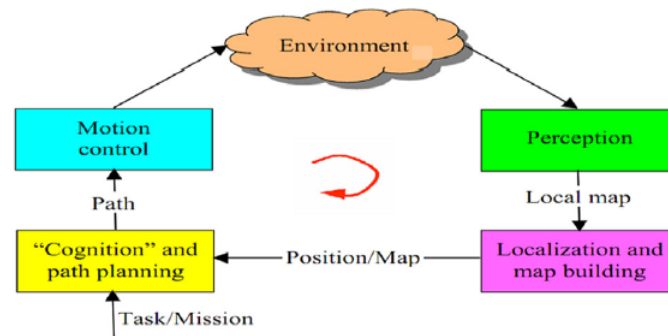 Environment
Motion
control
Perception
Path
Local map
“Cognition” and
path planning
Position/Map
Localization and
map building
Task/Mission